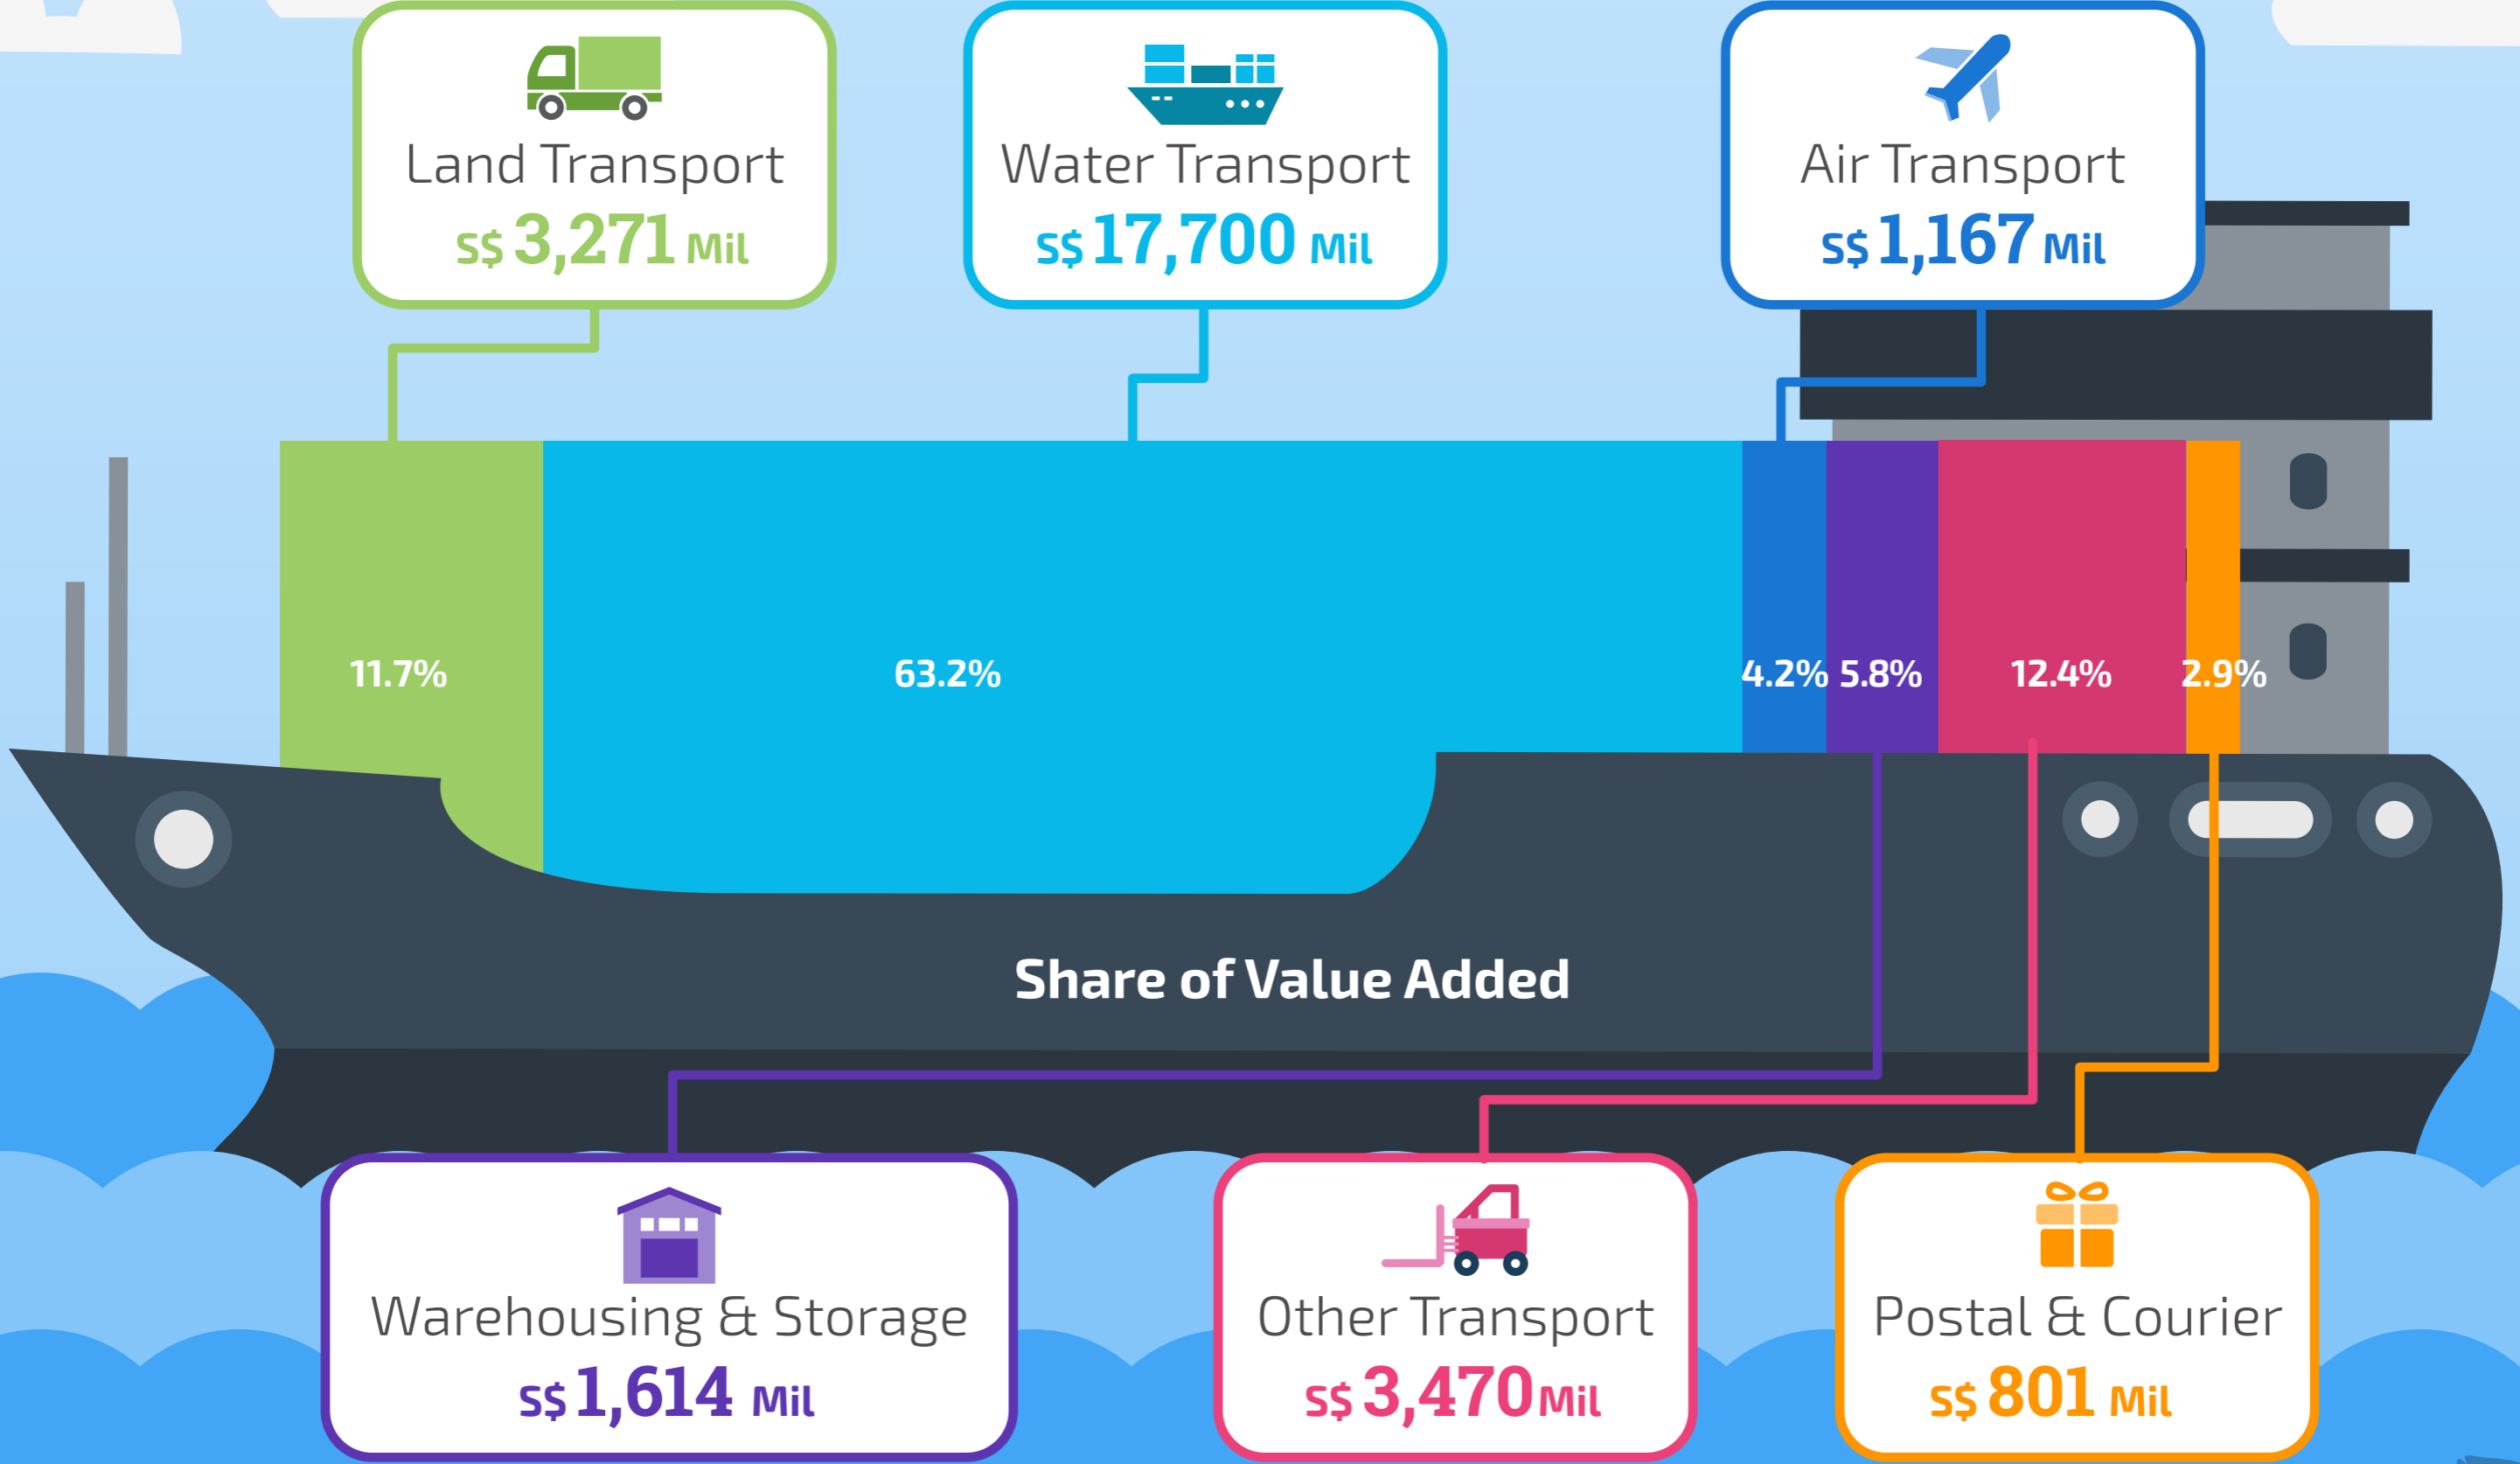 Land Transport
S$ 3,271 Mil
Water Transport
S$ 17,700 Mil
Air Transport
S$ 1,167 Mil
11.7%
63.2%
4.2%
5.8%
12.4%
2.9%
Share of Value Added
Warehousing & Storage
S$ 1,614 Mil
Other Transport
S$ 3,470 Mil
Postal & Courier
S$ 801 Mil